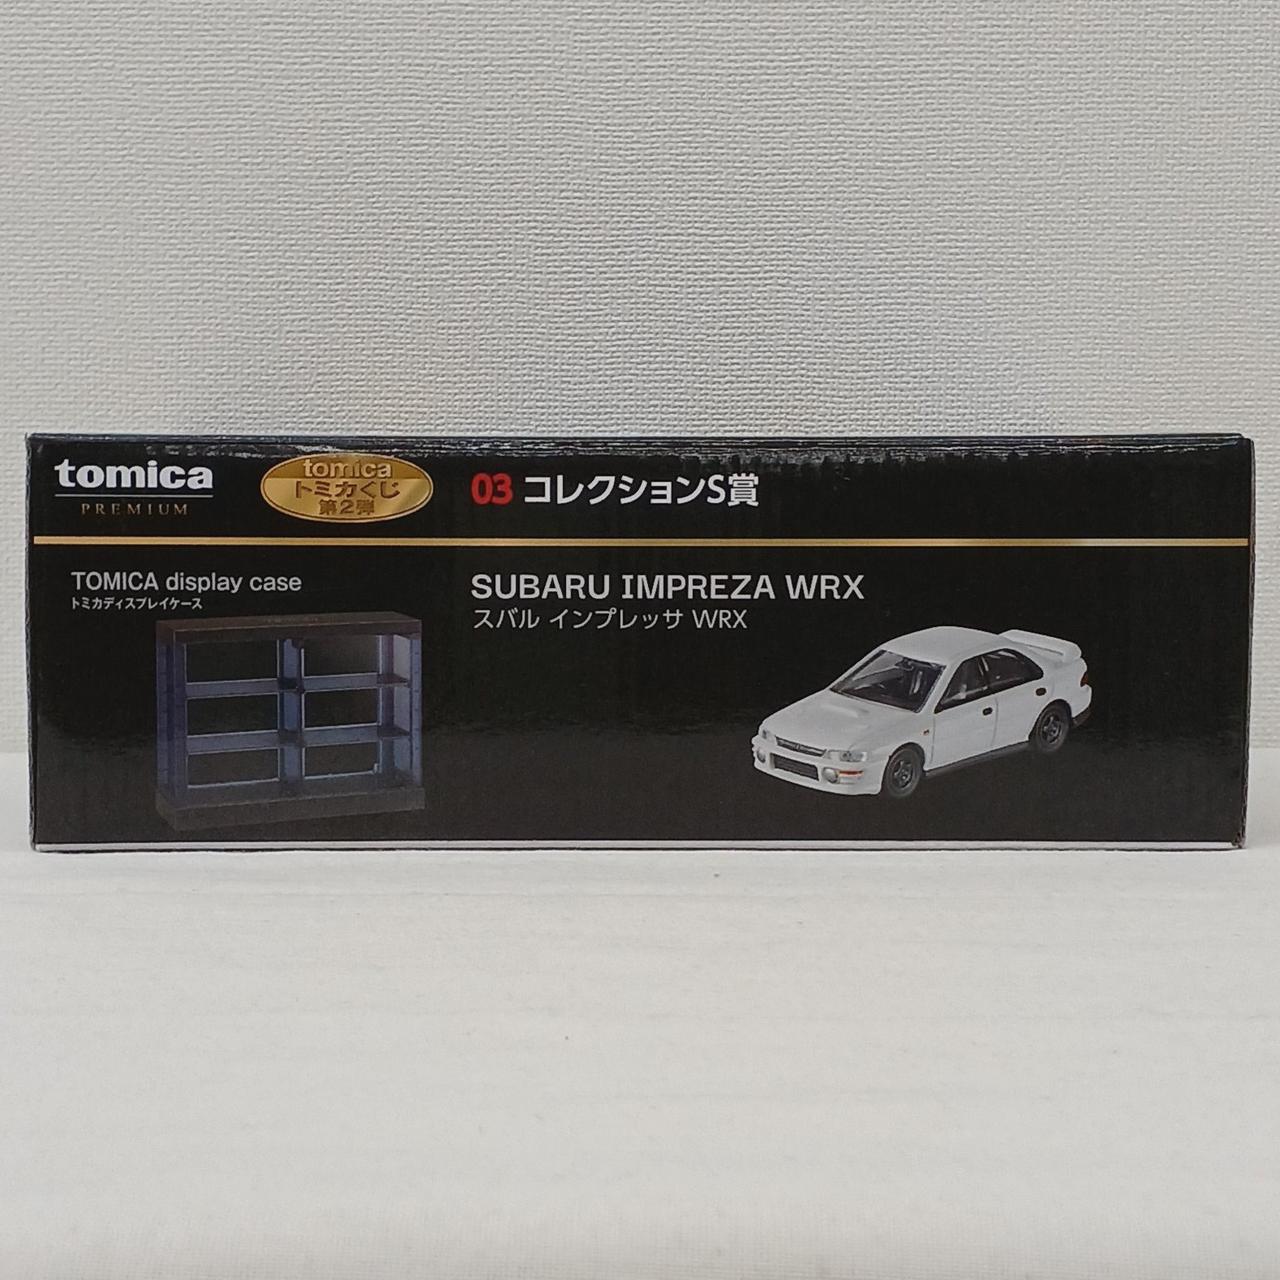 tomica
PREMIUM
tomica
トミカくじ
第2弾
03 コレクションS賞
TOMICA display case
トミカディスプレイケース
SUBARU IMPREZA WRX
スバル インプレッサ WRX